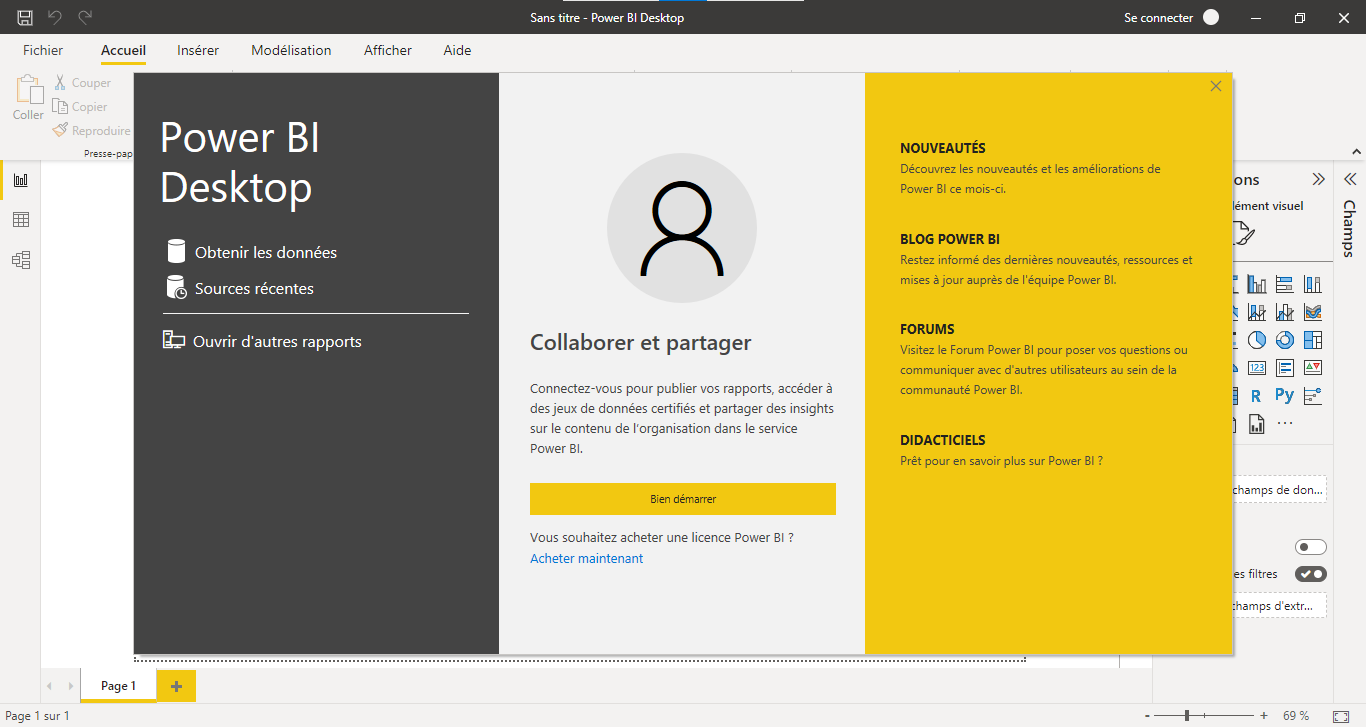 Sans titre - Power BI Desktop
Se connecter
Fichier
Accueil
Insérer
Modélisation
Afficher
Aide
Coller
Couper
Copier
Reproduire
Presse-pap
Power BI
Desktop
Obtenir les données
Sources récentes
Ouvrir d'autres rapports
Collaborer et partager
Connectez-vous pour publier vos rapports, accéder à
des jeux de données certifiés et partager des insights
sur le contenu de l'organisation dans le service
Power BI.
Bien démarrer
Vous souhaitez acheter une licence Power BI ?
Acheter maintenant
NOUVEAUTÉS
Découvrez les nouveautés et les améliorations de
Power BI ce mois-ci.
BLOG POWER BI
Restez informé des dernières nouveautés, ressources et
mises à jour auprès de l'équipe Power BI.
FORUMS
Visitez le Forum Power BI pour poser vos questions ou
communiquer avec d'autres utilisateurs au sein de la
communauté Power BI.
DIDACTICIELS
Prêt pour en savoir plus sur Power BI ?
ons
lément visuel
Champs
123
R
Py
champs de don...
es filtres
champs d'extr...
Page 1
Page 1 sur 1
- + 69 %